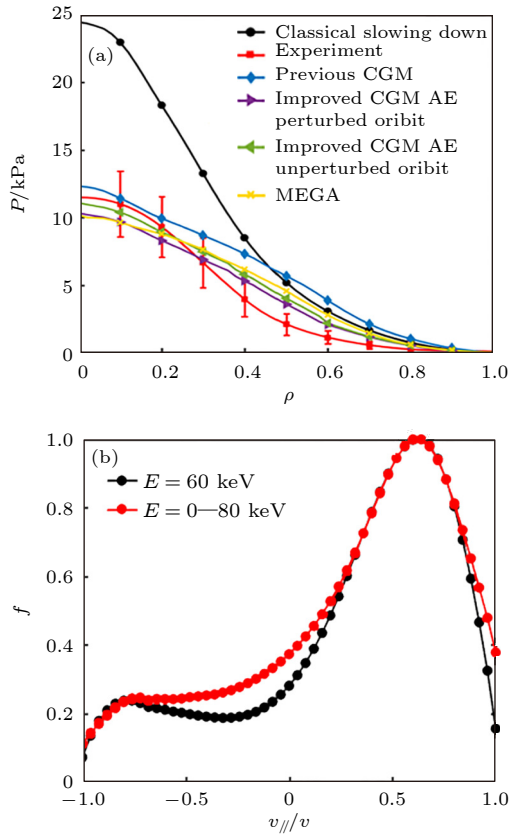 25
(a)
Classical slowing down
Experiment
Previous CGM
Improved CGM AE
perturbed oribit
Improved CGM AE
unperturbed oribit
MEGA
20
15
10
5
0
P/kPa
0 0.2 0.4 0.6 0.8 1.0
ρ
1.0
(b)
E = 60 keV
E = 0—80 keV
0.8
0.6
0.4
0.2
0
f
−1.0 −0.5 0 0.5 1.0
v//​/v